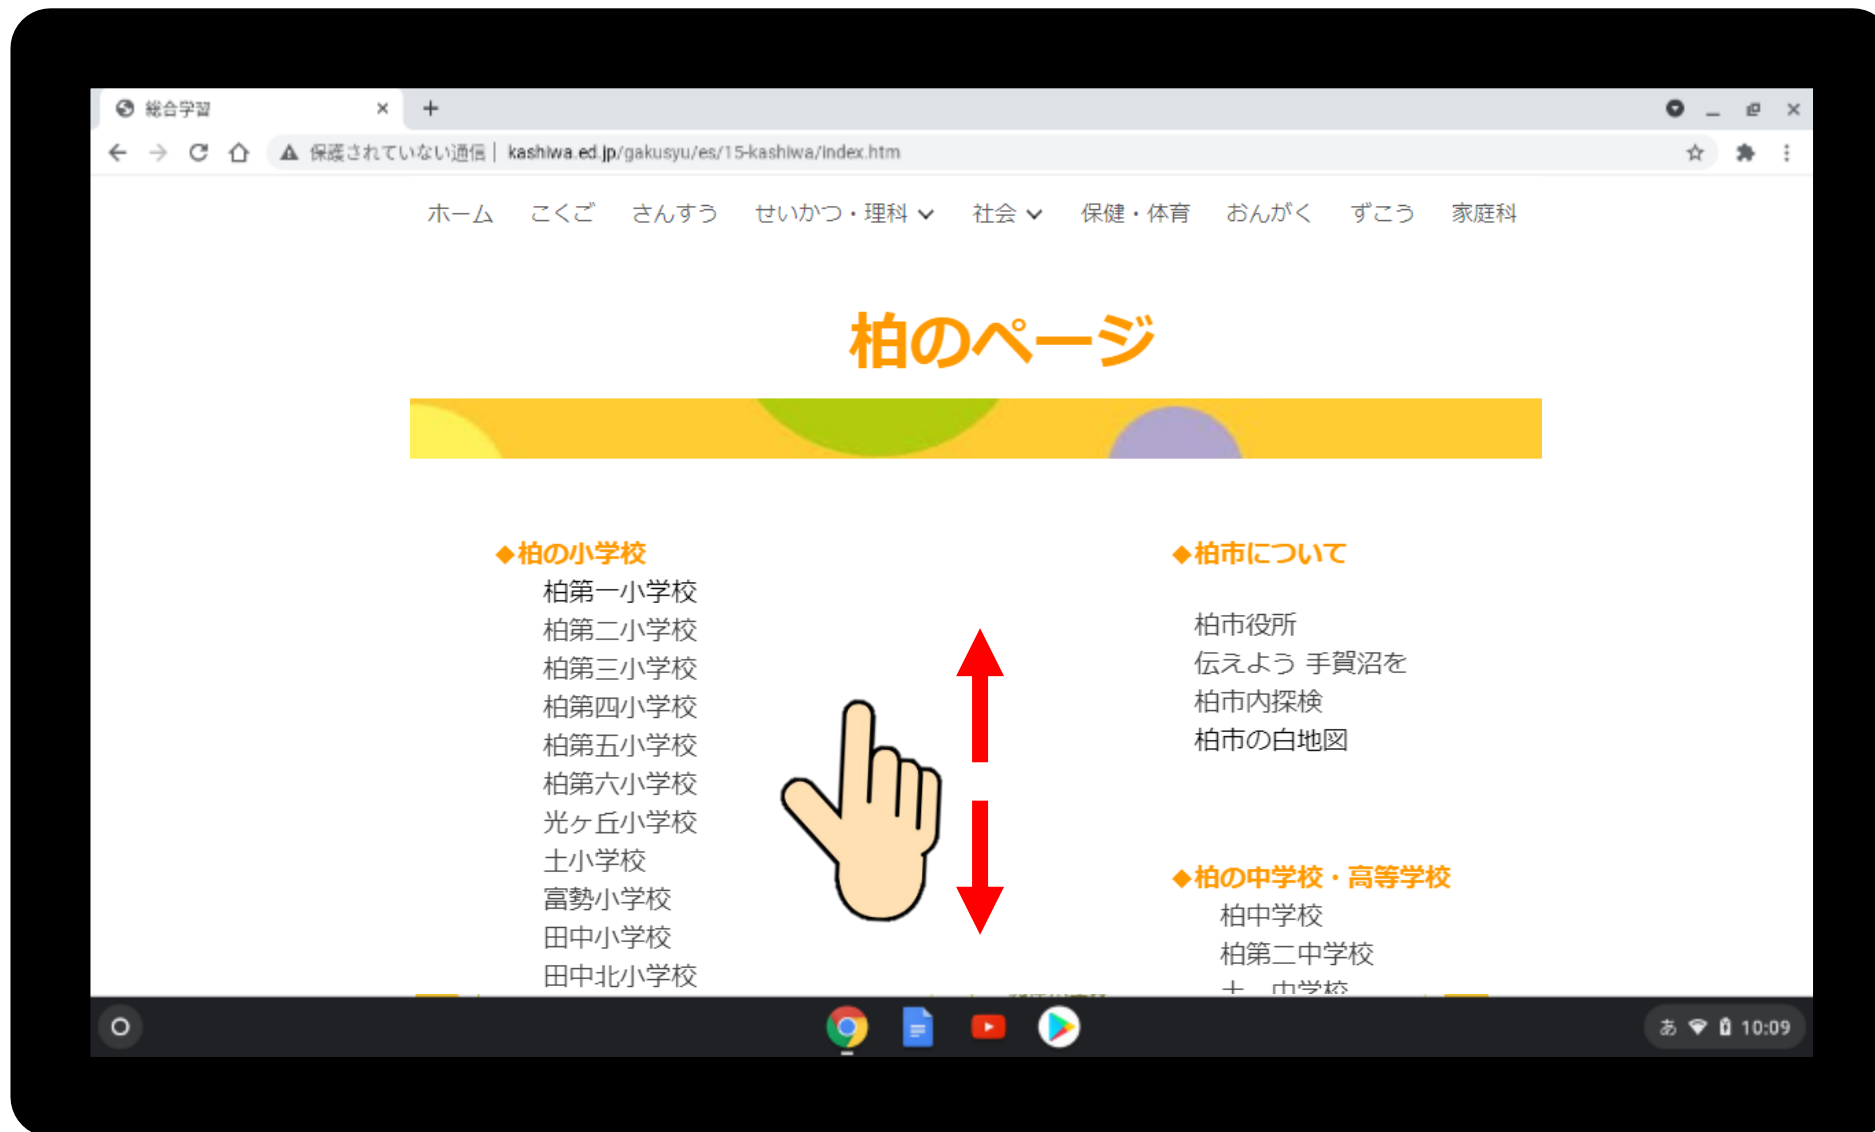 総合学習
保護されていない通信 | kashiwa.ed.jp/gakusyu/es/15-kashiwa/index.htm
ホーム こくご さんすう せいかつ・理科 社会 保健・体育 おんがく ずこう 家庭科
柏のページ
◆柏の小学校
柏第一小学校
柏第二小学校
柏第三小学校
柏第四小学校
柏第五小学校
柏第六小学校
光ヶ丘小学校
土小学校
富勢小学校
田中小学校
田中北小学校
◆柏市について
柏市役所
伝えよう 手賀沼を
柏市内探検
柏市の白地図
◆柏の中学校・高等学校
柏中学校
柏第二中学校
土 中学校
あ 10:09